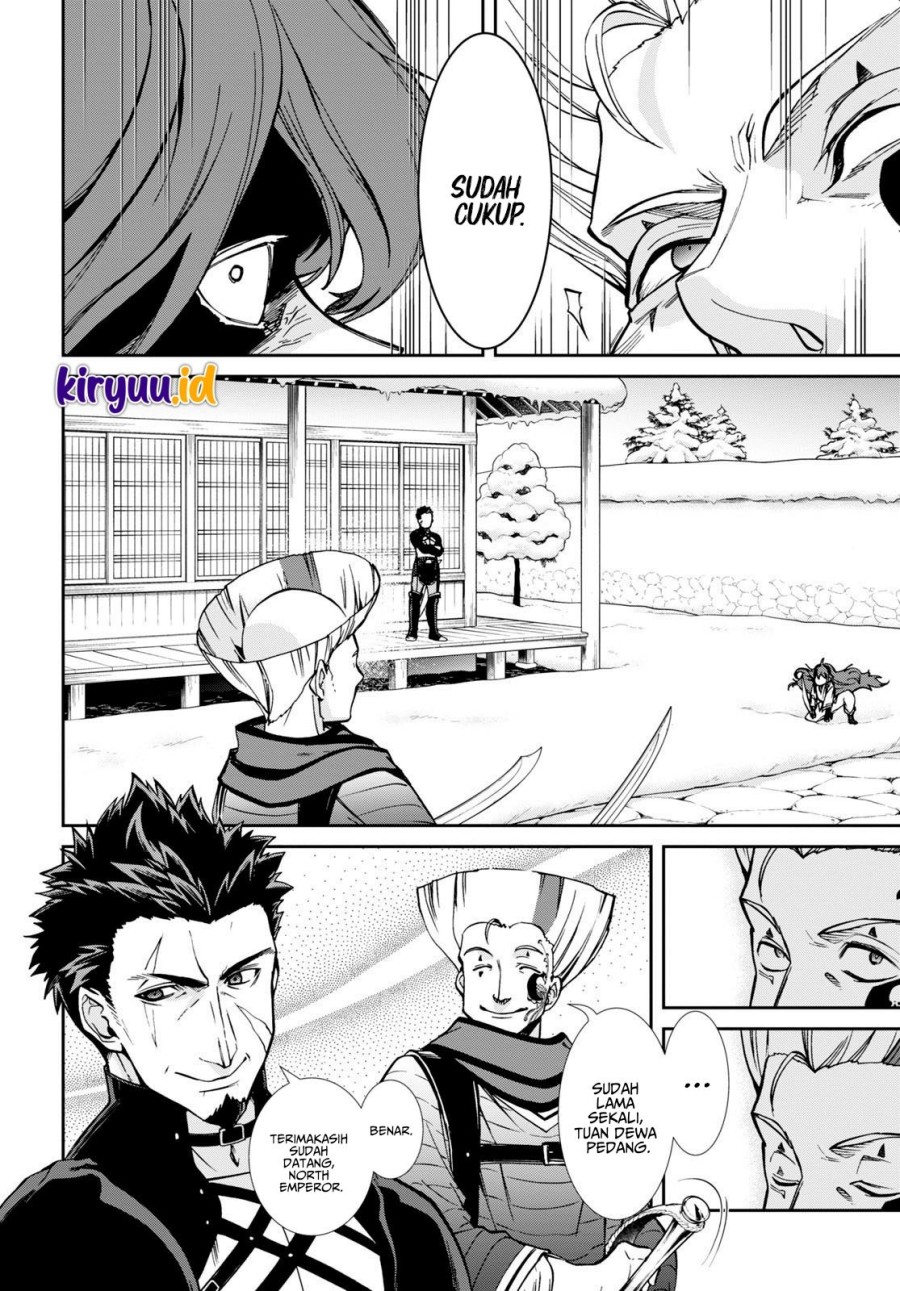 SUDAH
CUKUP.
kiryuu.id
...
SUDAH
LAMA
SEKALI,
TUAN DEWA
PEDANG.
BENAR.
TERIMAKASIH
SUDAH
DATANG,
NORTH
EMPEROR.